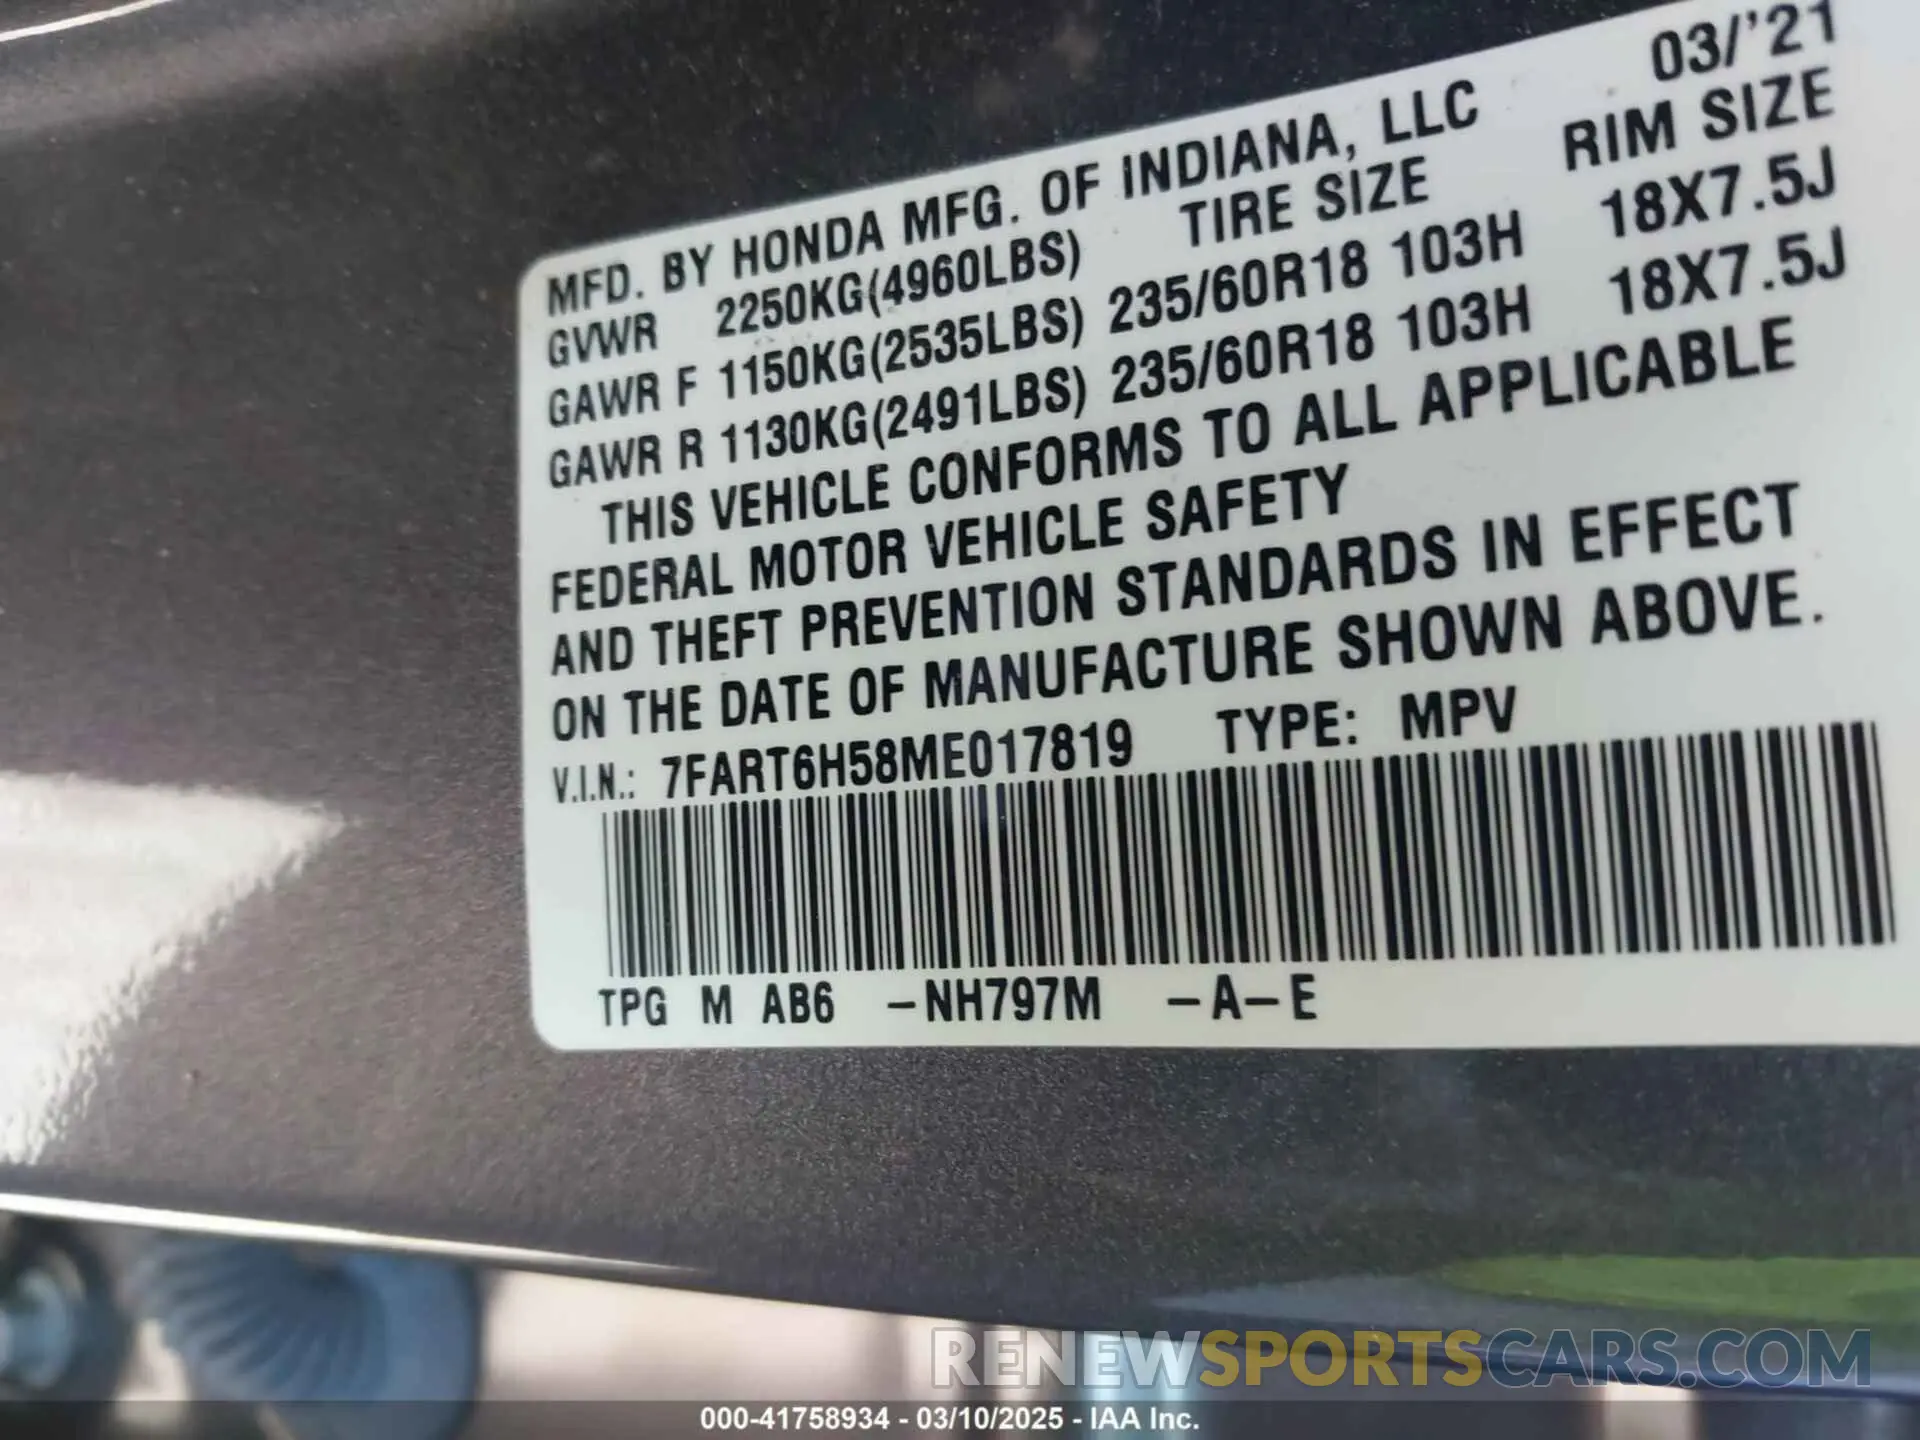 03/'21
MFD. BY HONDA MFG. OF INDIANA, LLC
GVWR 2250KG(4960LBS) TIRE SIZE RIM SIZE
GAWR F 1150KG(2535LBS) 235/60R18 103H 18X7.5J
GAWR R 1130KG(2491LBS) 235/60R18 103H 18X7.5J
THIS VEHICLE CONFORMS TO ALL APPLICABLE
FEDERAL MOTOR VEHICLE SAFETY
AND THEFT PREVENTION STANDARDS IN EFFECT
ON THE DATE OF MANUFACTURE SHOWN ABOVE.
V.I.N.: 7FART6H58ME017819 TYPE: MPV
TPG M AB6 -NH797M -A-E
RENEWSPORTSCARS.COM
000-41758934 - 03/10/2025 - IAA Inc.